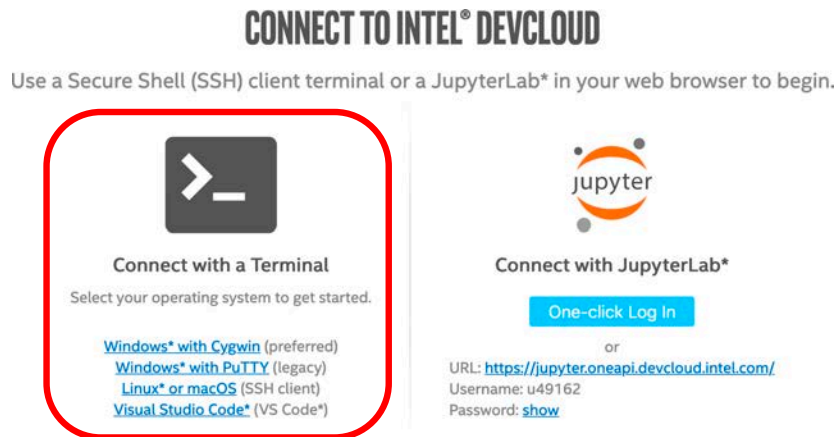 CONNECT TO INTEL® DEVCLOUD
Use a Secure Shell (SSH) client terminal or a JupyterLab* in your web browser to begin.
>_
Connect with a Terminal
Select your operating system to get started.
Windows* with Cygwin (preferred)
Windows* with PuTTY (legacy)
Linux* or macOS (SSH client)
Visual Studio Code* (VS Code*)
jupyter
Connect with JupyterLab*
One-click Log In
or
URL: https://jupyter.oneapi.devcloud.intel.com/
Username: u49162
Password: show